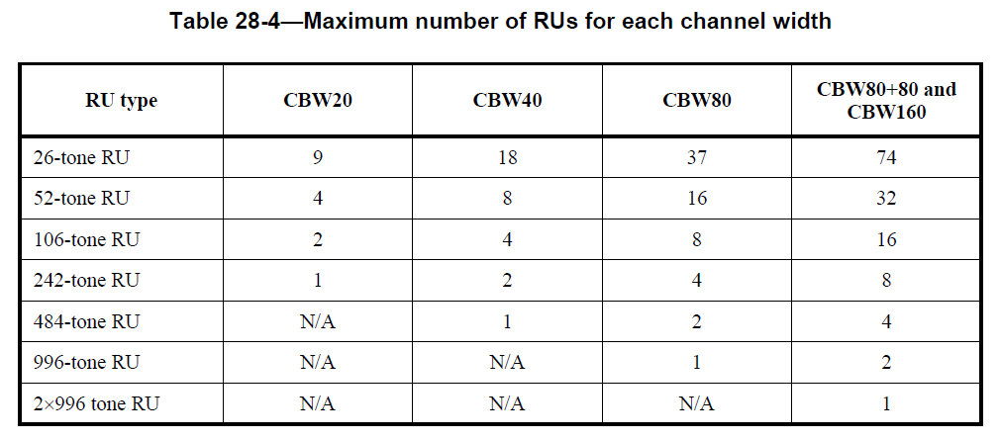 Table 28-4—Maximum number of RUs for each channel width
RU type CBW20 CBW40 CBW80 CBW80+80 and
CBW160
26-tone RU 9 18 37 74
52-tone RU 4 8 16 32
106-tone RU 2 4 8 16
242-tone RU 1 2 4 8
484-tone RU N/A 1 2 4
996-tone RU N/A N/A 1 2
2×996 tone RU N/A N/A N/A 1